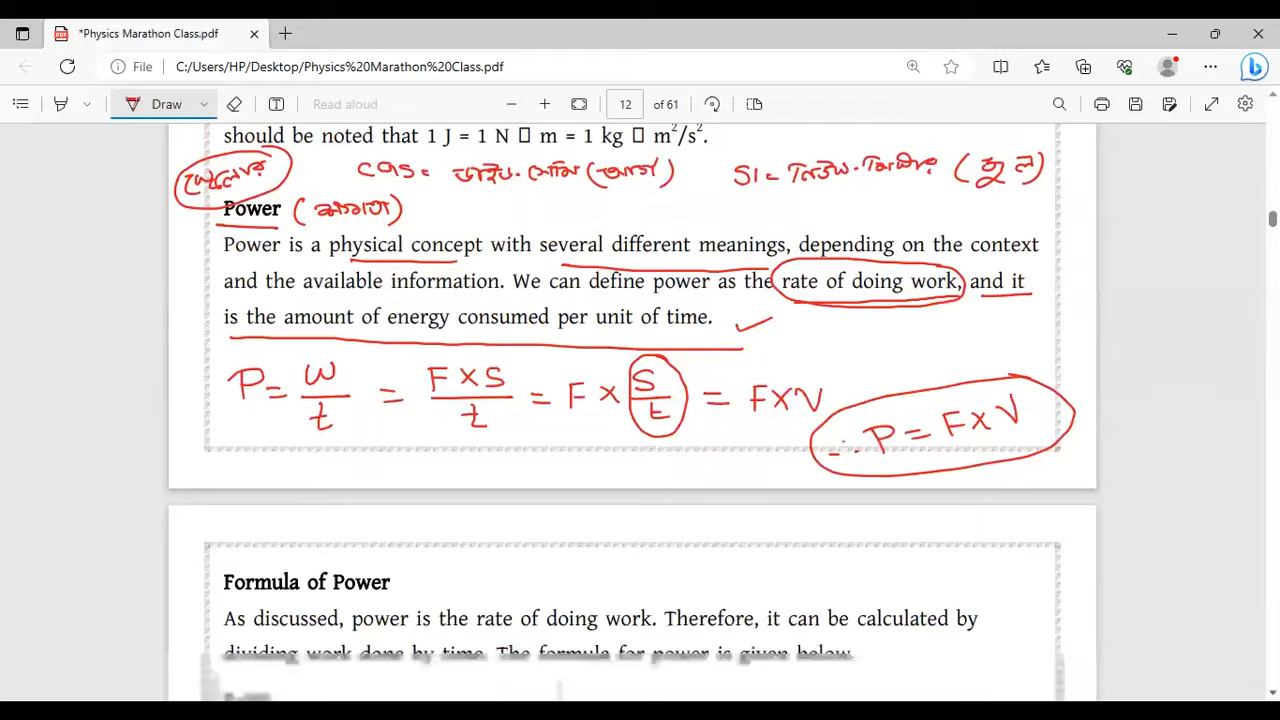 *Physics Marathon Class.pdf
File C:/Users/HP/Desktop/Physics%20Marathon%20Class.pdf
Draw Read aloud 12 of 61
should be noted that 1 J = 1 N □ m = 1 kg □ m²/s².
CGS =
SI =
Power (ক্ষমতা)
Power is a physical concept with several different meanings, depending on the context
and the available information. We can define power as the rate of doing work, and it
is the amount of energy consumed per unit of time.
P = W/t = F×S/t = F × S/t = F×V
∴ P = F×V
Formula of Power
As discussed, power is the rate of doing work. Therefore, it can be calculated by
dividing work done by time. The formula for power is given below.